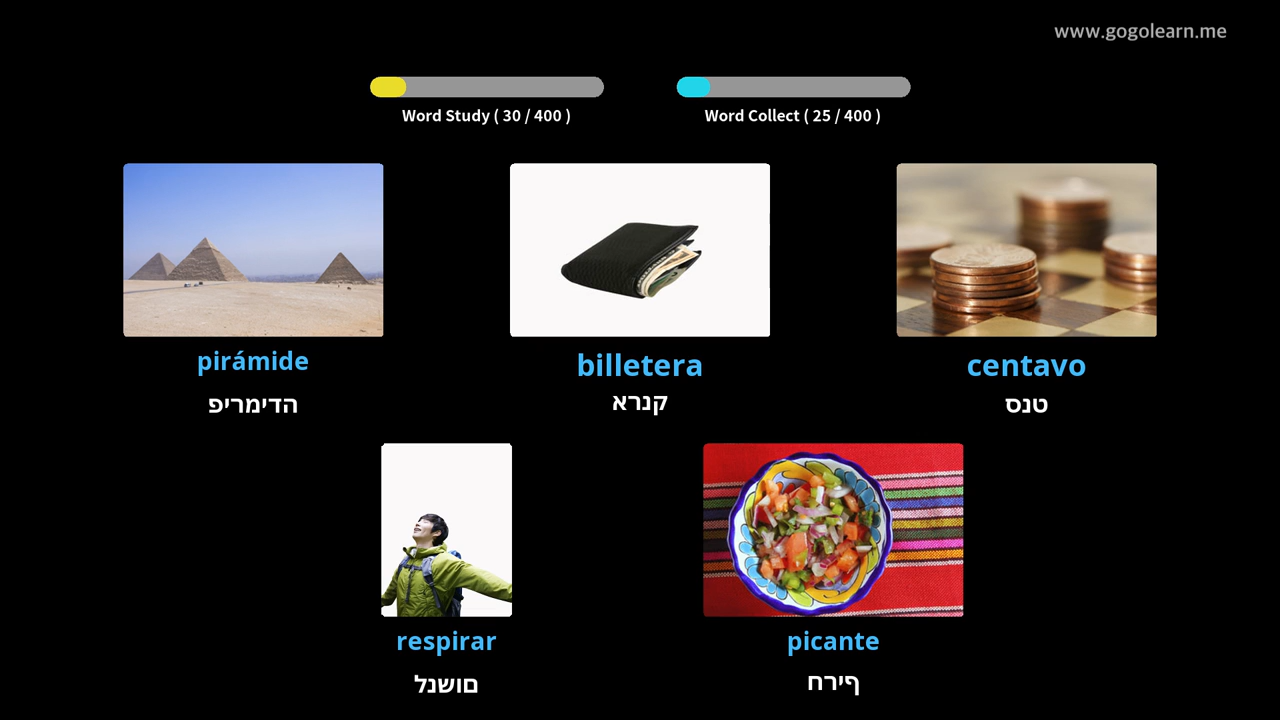 www.gogolearn.me
Word Study ( 30 / 400 )
Word Collect ( 25 / 400 )
pirámide
הדימריפ
billetera
קנרא
centavo
טנס
respirar
םושנל
picante
ףירח